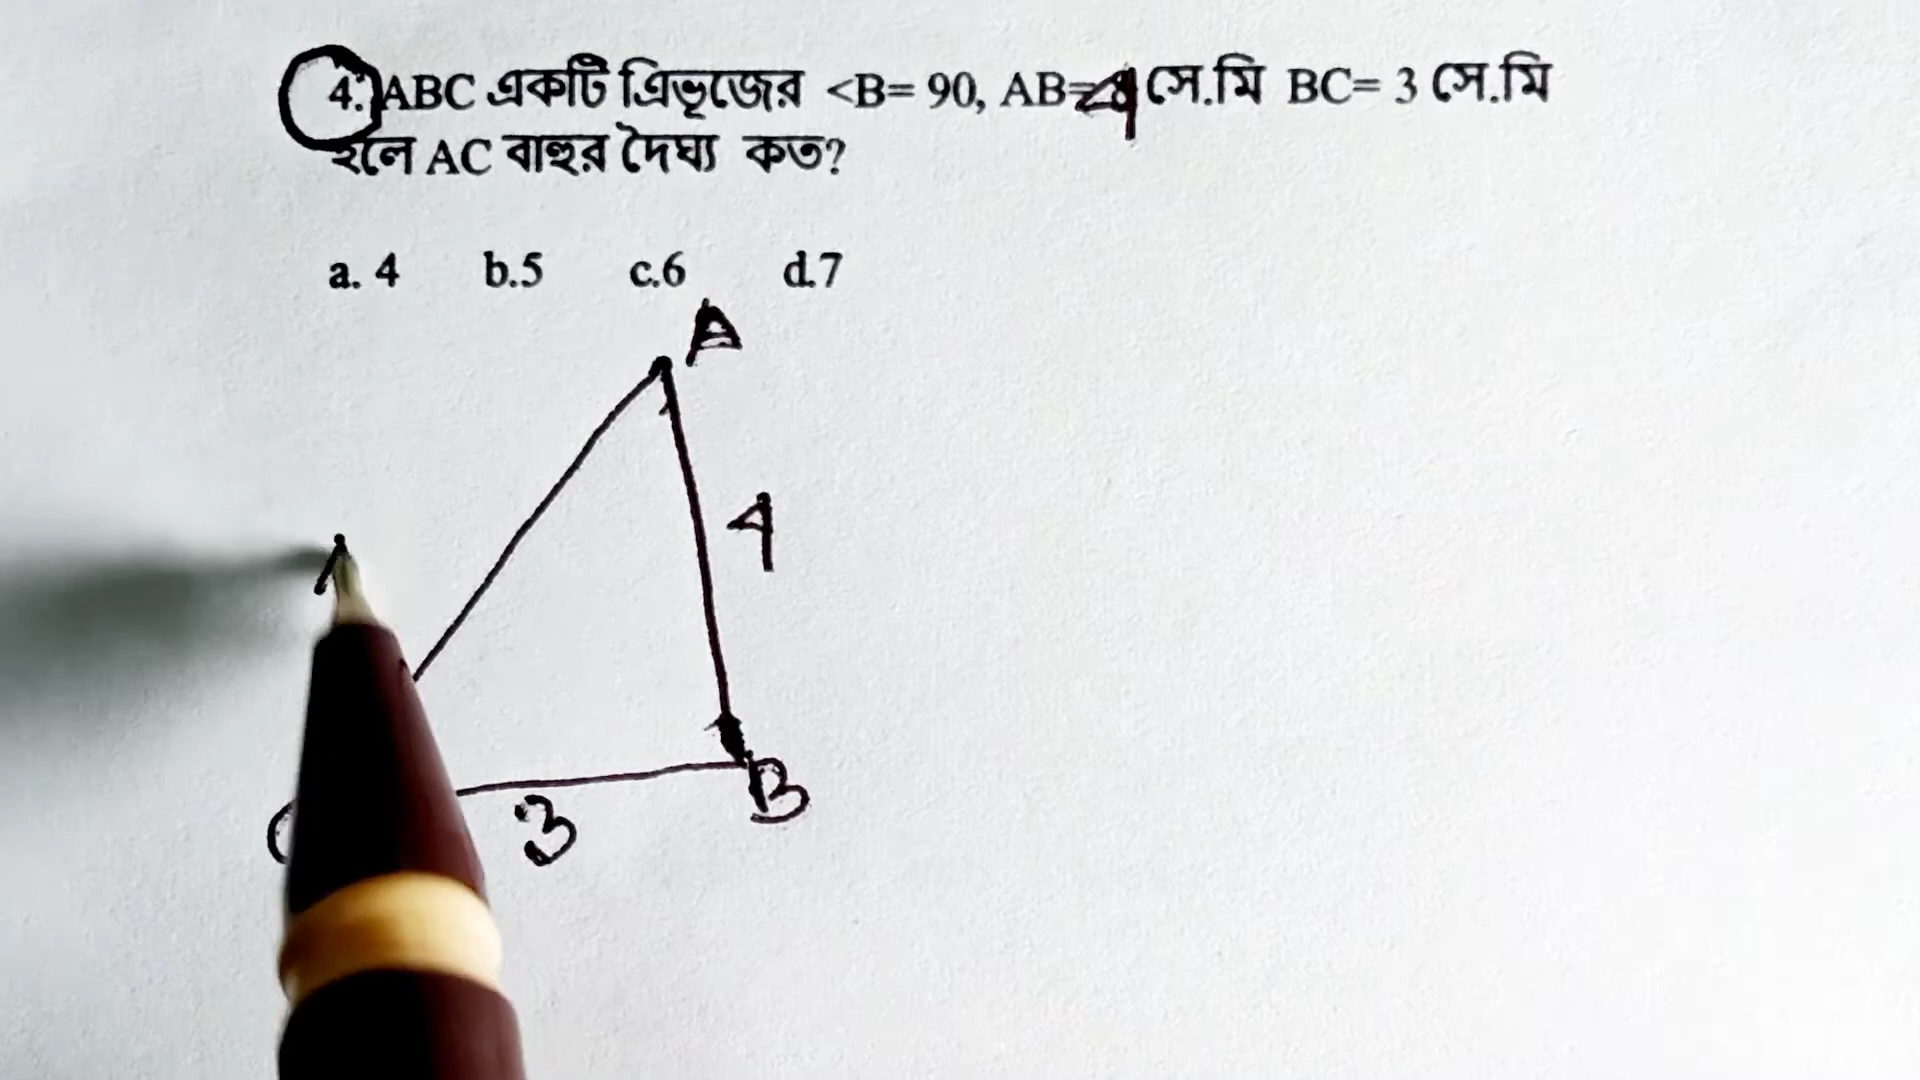 4. ABC একটি ত্রিভূজের <B= 90, AB=4 সে.মি BC= 3 সে.মি
হলে AC বাহুর দৈঘ্য কত?
a. 4 b.5 c.6 d.7
A
4
B
3